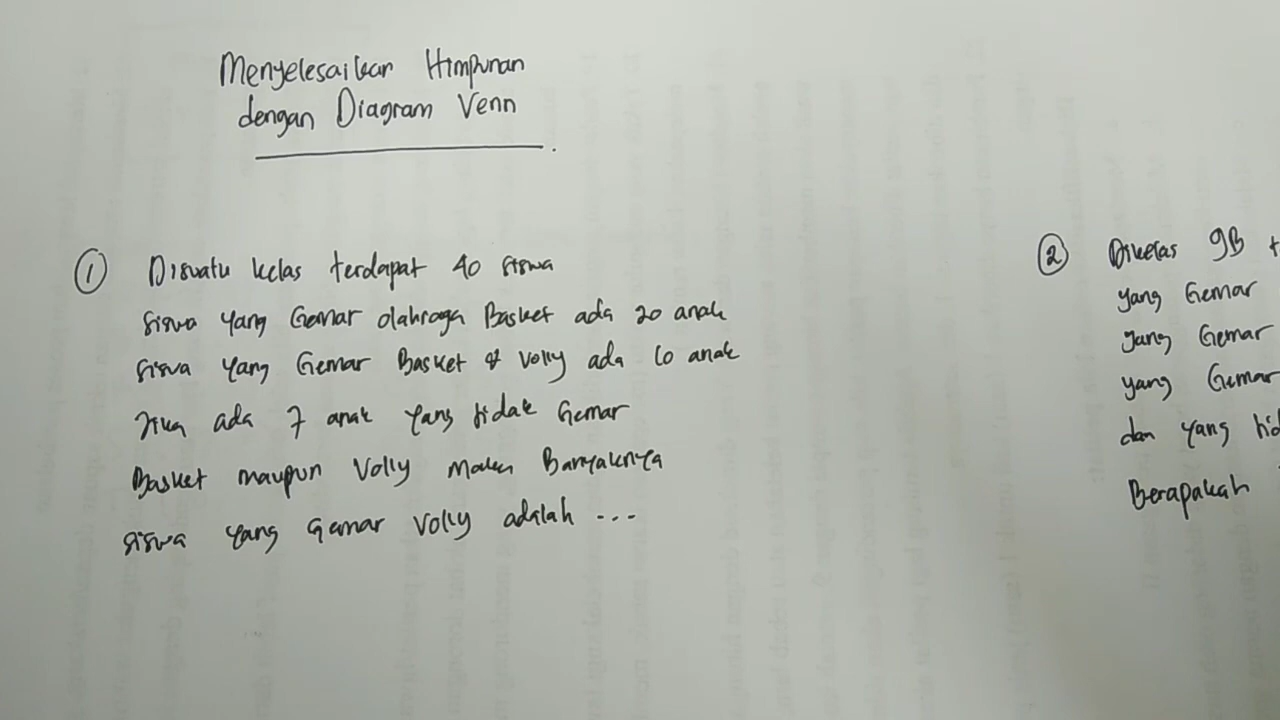 Menyelesaikan Himpunan
dengan Diagram Venn
① Disuatu kelas terdapat 40 siswa
siswa yang Gemar olahraga Basket ada 20 anak
siswa yang Gemar Basket & Volly ada 10 anak
Jika ada 7 anak yang tidak Gemar
Basket maupun Volly Maka Banyaknya
siswa yang Gemar Volly adalah ...
② Dikelas 9B
yang Gemar
yang Gemar
yang Gemar
dan yang tid
Berapakah